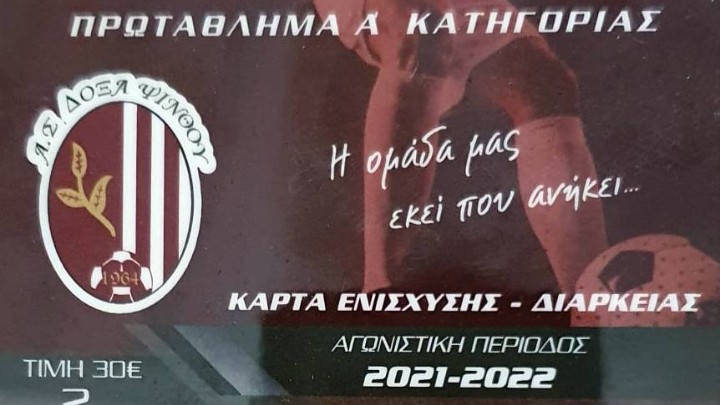 ΠΡΩΤΑΘΛΗΜΑ Α΄ ΚΑΤΗΓΟΡΙΑΣ
Α.Σ. ΔΟΞΑ ΨΙΝΘΟΥ
1964
Η ομάδα μας
εκεί που ανήκει...
ΚΑΡΤΑ ΕΝΙΣΧΥΣΗΣ - ΔΙΑΡΚΕΙΑΣ
ΑΓΩΝΙΣΤΙΚΗ ΠΕΡΙΟΔΟΣ
2021-2022
ΤΙΜΗ 30€